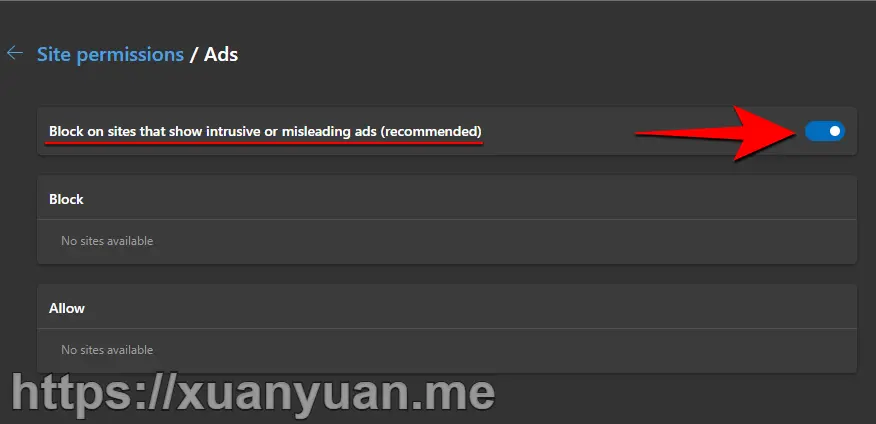 Site permissions / Ads
Block on sites that show intrusive or misleading ads (recommended)
Block
No sites available
Allow
No sites available
https://xuanyuan.me